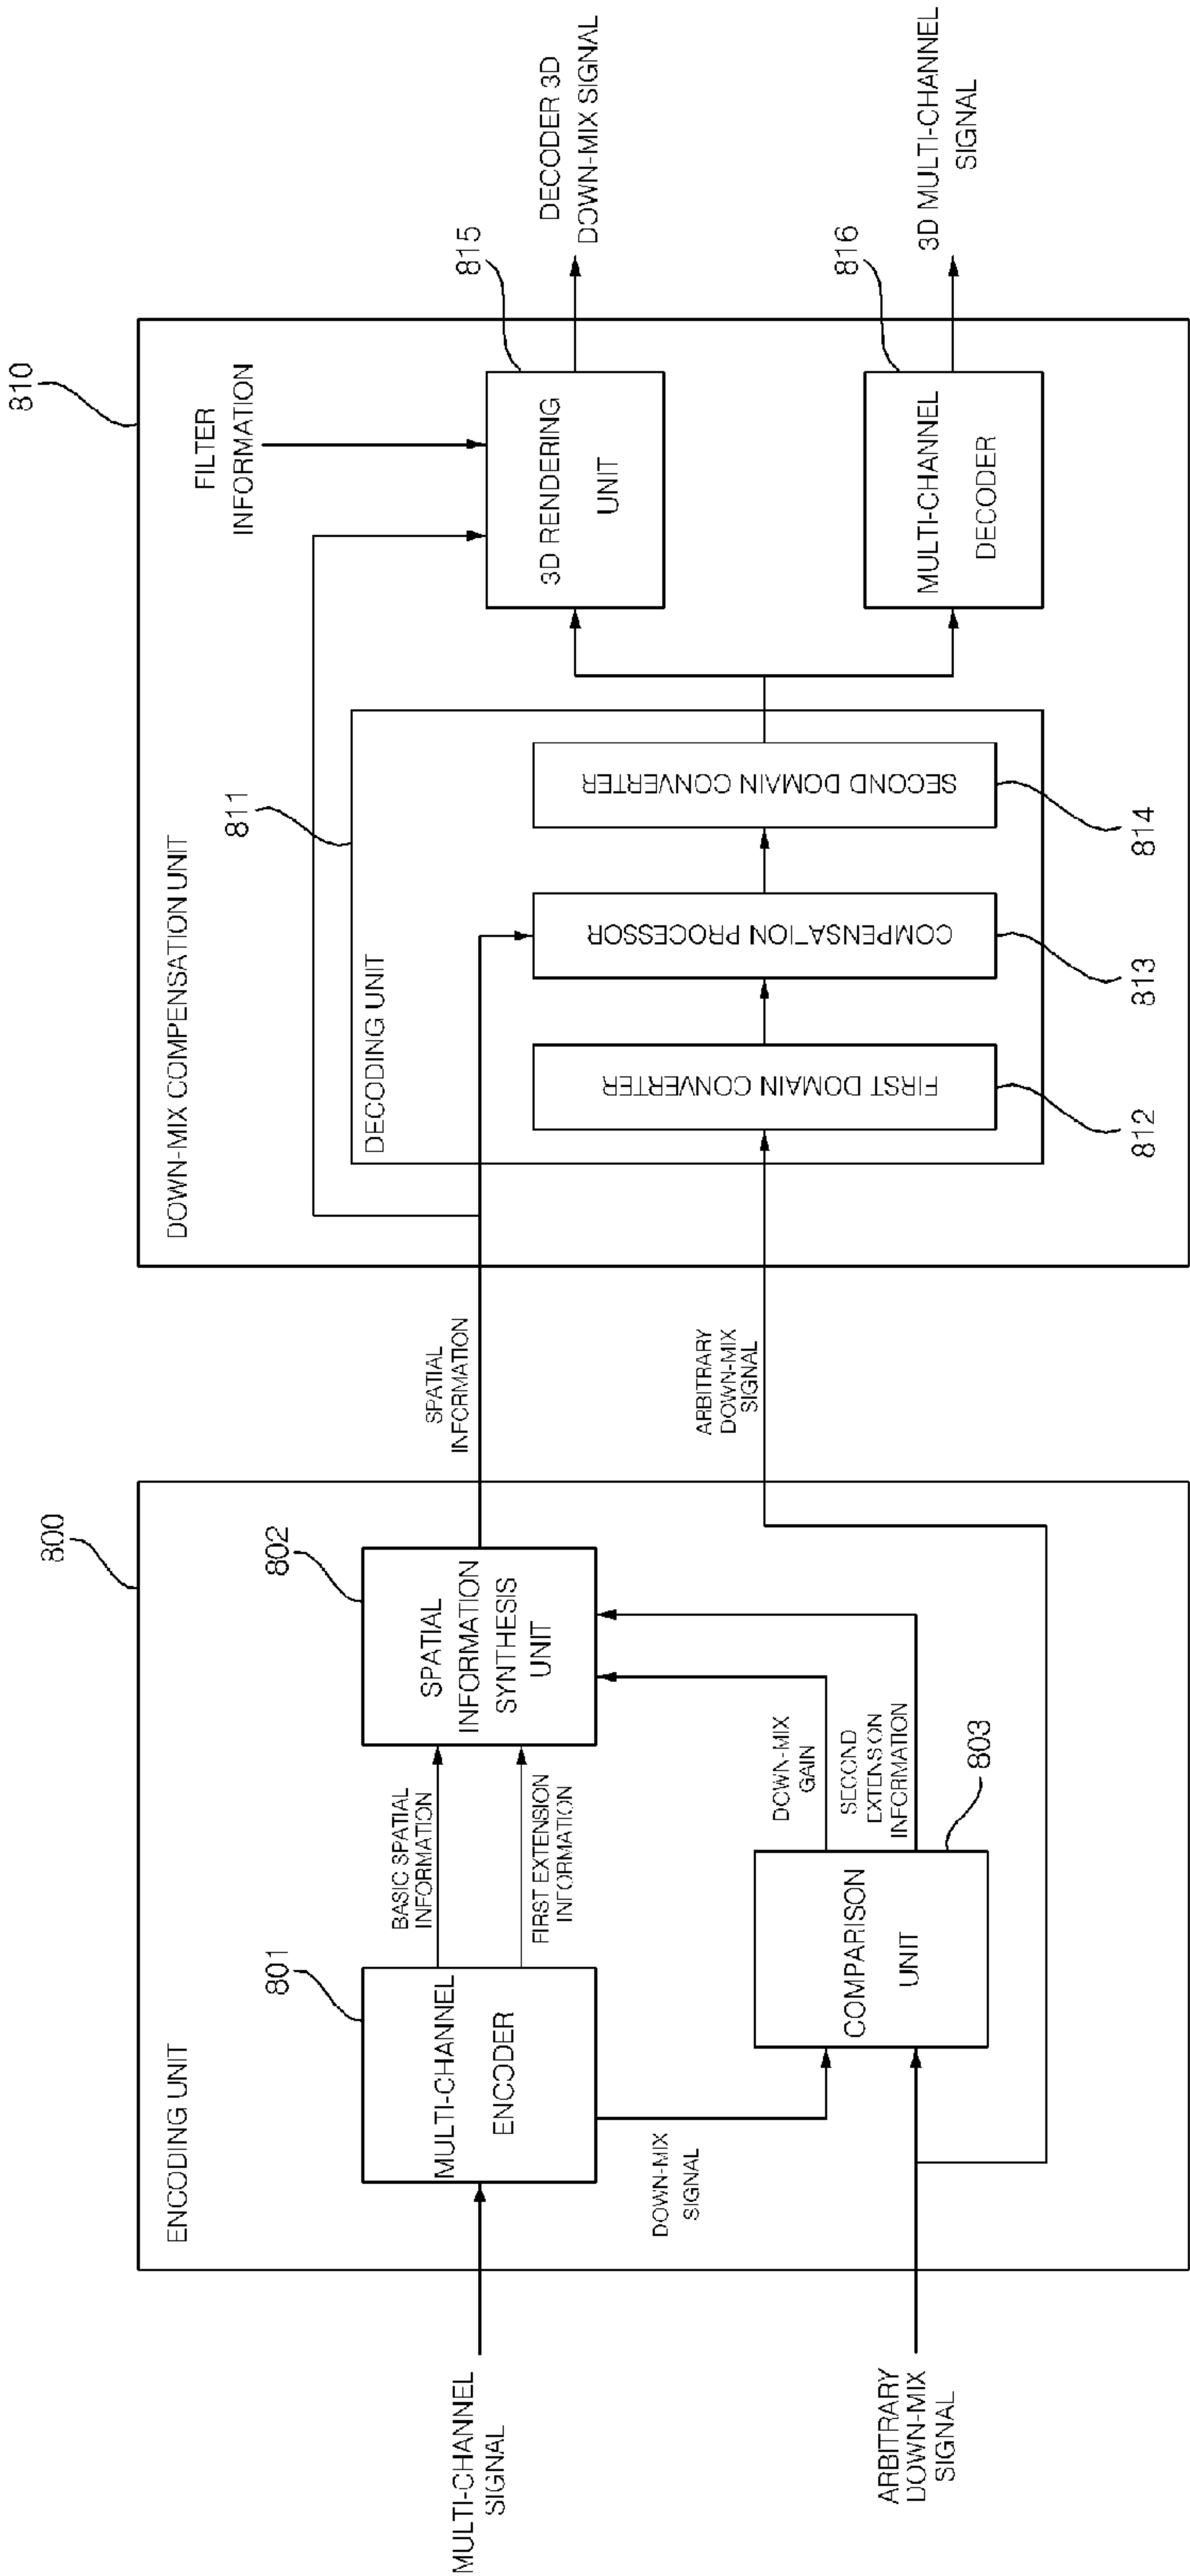 800
ENCODING UNIT
MULTI-CHANNEL
SIGNAL
801
MULTI-CHANNEL
ENCODER
BASIC SPATIAL
INFORMATION
FIRST EXTENSION
INFORMATION
802
SPATIAL
INFORMATION
SYNTHESIS
UNIT
DOWN-MIX
SIGNAL
ARBITRARY
DOWN-MIX
SIGNAL
COMPARISON
UNIT
803
DOWN-MIX
GAIN
SECOND
EXTENSION
INFORMATION
SPATIAL
INFORMATION
ARBITRARY
DOWN-MIX
SIGNAL
810
DOWN-MIX COMPENSATION UNIT
811
DECODING UNIT
FIRST DOMAIN CONVERTER
812
COMPENSATION PROCESSOR
813
SECOND DOMAIN CONVERTER
814
FILTER
INFORMATION
3D RENDERING
UNIT
815
DECODER 3D
DOWN-MIX SIGNAL
MULTI-CHANNEL
DECODER
816
3D MULTI-CHANNEL
SIGNAL